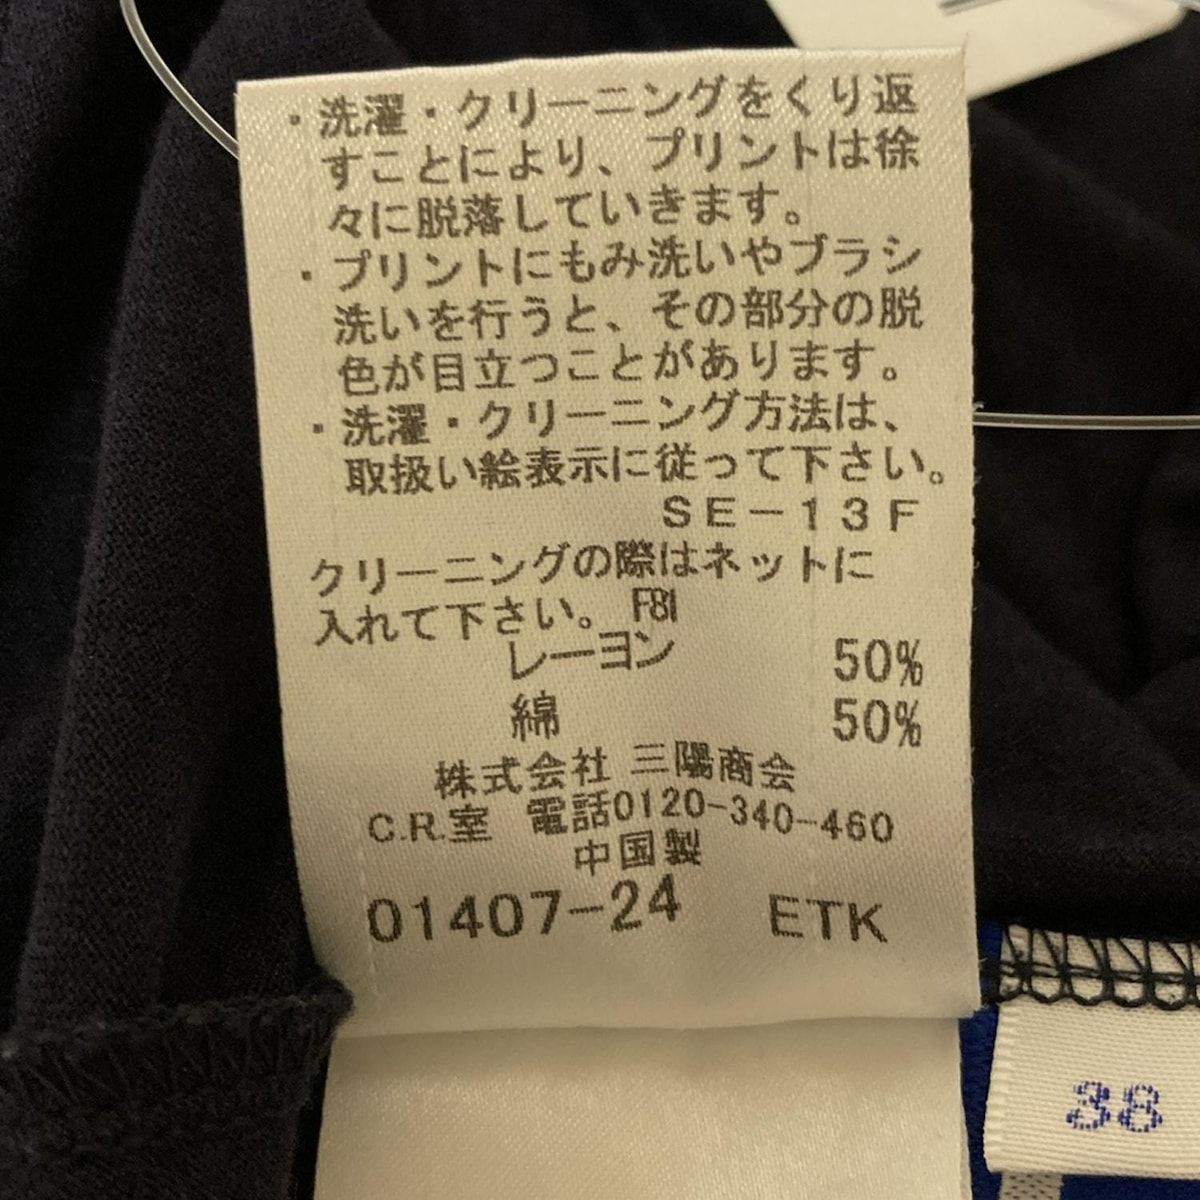 ・洗濯・クリーニングをくり返
すことにより、プリントは徐
々に脱落していきます。
・プリントにもみ洗いやブラシ
洗いを行うと、その部分の脱
色が目立つことがあります。
・洗濯・クリーニング方法は、
取扱い絵表示に従って下さい。
SE－13F
クリーニングの際はネットに
入れて下さい。 F81
レーヨン 50%
綿 50%
株式会社 三陽商会
C.R.室 電話0120-340-460
中国製
01407-24 ETK
38